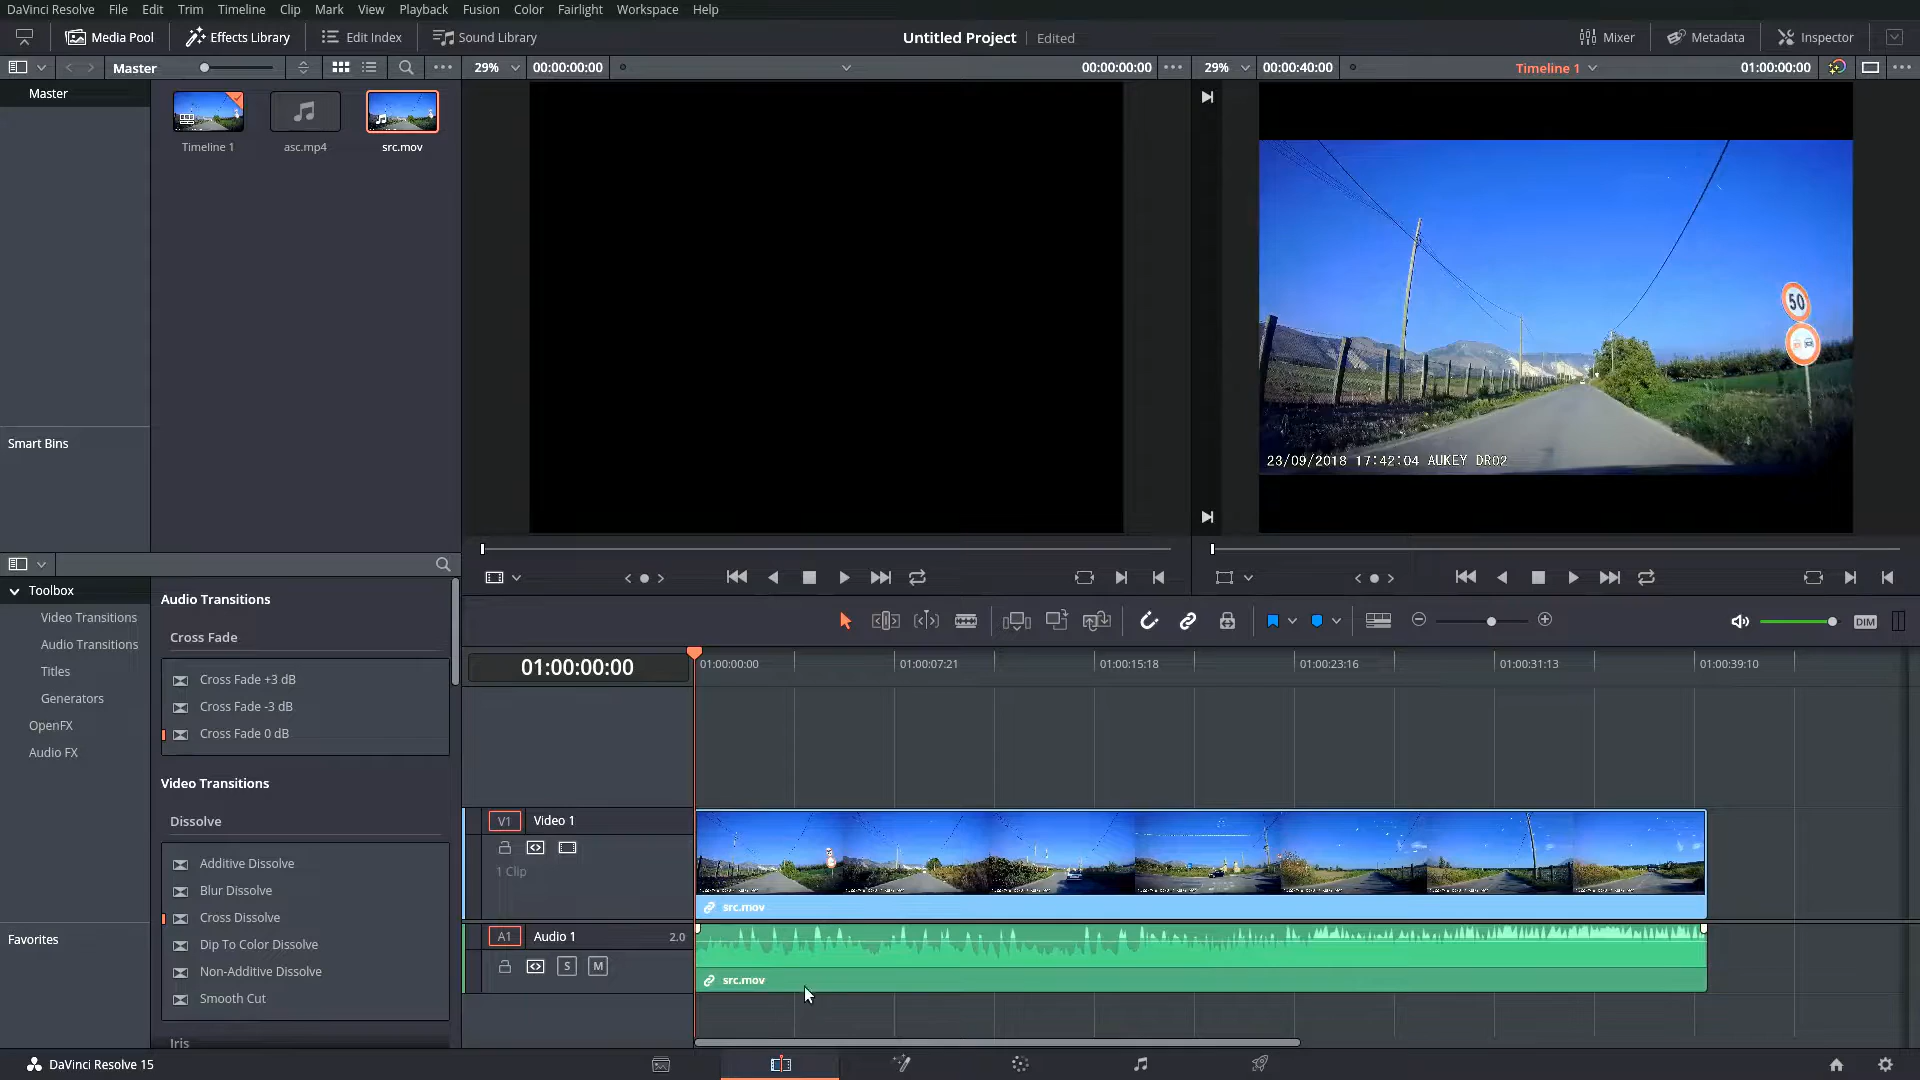 DaVinci Resolve File Edit Trim Timeline Clip Mark View Playback Fusion Color Fairlight Workspace Help
Media Pool Effects Library Edit Index Sound Library Untitled Project Edited Mixer Metadata Inspector
Master 29% 00:00:00:00 00:00:00:00 29% 00:00:40:00 Timeline 1 01:00:00:00
Master
Timeline 1 asc.mp4 src.mov
50
23/09/2018 17:42:04 AUKEY DR02
Smart Bins
Toolbox
Video Transitions
Audio Transitions
Titles
Generators
OpenFX
Audio FX
Favorites
Audio Transitions
Cross Fade
Cross Fade +3 dB
Cross Fade -3 dB
Cross Fade 0 dB
Video Transitions
Dissolve
Additive Dissolve
Blur Dissolve
Cross Dissolve
Dip To Color Dissolve
Non-Additive Dissolve
Smooth Cut
Iris
DIM
01:00:00:00 01:00:00:00 01:00:07:21 01:00:15:18 01:00:23:16 01:00:31:13 01:00:39:10
V1 Video 1
1 Clip
src.mov
A1 Audio 1 2.0
S M
src.mov
DaVinci Resolve 15